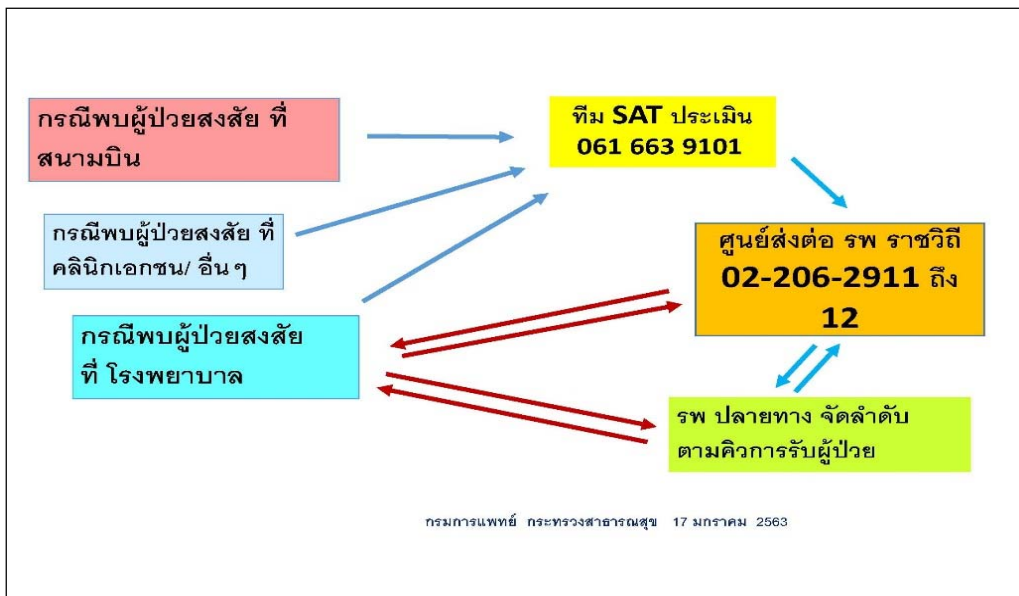 กรณีพบผู้ป่วยสงสัย ที่
สนามบิน
ทีม SAT ประเมิน
061 663 9101
กรณีพบผู้ป่วยสงสัย ที่
คลินิกเอกชน/ อื่นๆ
ศูนย์ส่งต่อ รพ ราชวิถี
02-206-2911 ถึง
12
กรณีพบผู้ป่วยสงสัย
ที่ โรงพยาบาล
รพ ปลายทาง จัดลำดับ
ตามคิวการรับผู้ป่วย
กรมการแพทย์ กระทรวงสาธารณสุข 17 มกราคม 2563